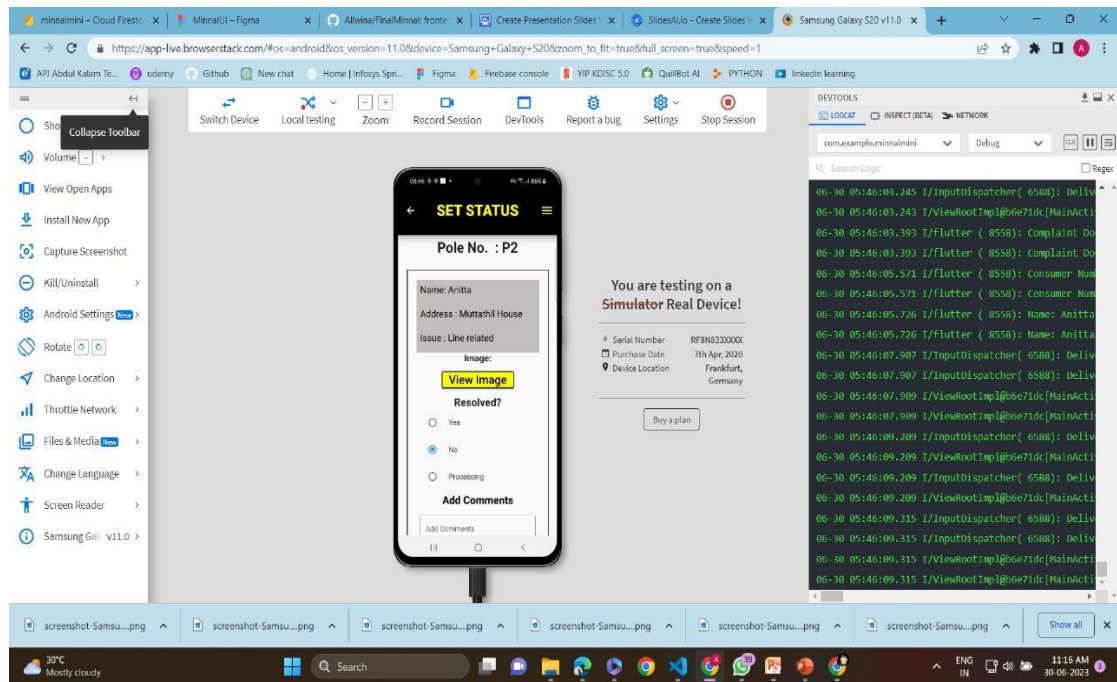 minnalmini – Cloud Firesto
MinnalUi – Figma
Allwina/FinalMinnal: fronte
Create Presentation Slides
SlidesAI.io - Create Slides
Samsung Galaxy S20 v11.0
https://app-live.browserstack.com/#os=android&os_version=11.0&device=Samsung+Galaxy+S20&zoom_to_fit=true&full_screen=true&speed=1
APJ Abdul Kalam Te...
udemy
Github
New chat
Home | Infosys Spri...
Figma
Firebase console
YIP KDISC 5.0
QuillBot AI
PYTHON
linkedin learning
Sho
Collapse Toolbar
Volume - +
View Open Apps
Install New App
Capture Screenshot
Kill/Uninstall
Android Settings New
Rotate
Change Location
Throttle Network
Files & Media New
Change Language
Screen Reader
Samsung Gal v11.0
Switch Device
Local testing
Zoom
Record Session
DevTools
Report a bug
Settings
Stop Session
05:46
86%
SET STATUS
Pole No. : P2
Name: Anitta
Address : Muttathil House
Issue : Line related
Image:
View Image
Resolved?
Yes
No
Processing
Add Comments
Add Comments
You are testing on a
Simulator Real Device!
# Serial Number
Purchase Date 7th Apr, 2020
Device Location Frankfurt,
Germany
Buy a plan
DEVTOOLS
LOGCAT
INSPECT (BETA)
NETWORK
com.example.minnalmini
Debug
Search Logs
Regex
06-30 05:46:03.245 I/InputDispatcher( 6588): Deliv
06-30 05:46:03.243 I/ViewRootImpl@b6e71dc[MainActi
06-30 05:46:03.393 I/flutter ( 8558): Complaint Do
06-30 05:46:03.393 I/flutter ( 8558): Complaint Do
06-30 05:46:05.571 I/flutter ( 8558): Consumer Num
06-30 05:46:05.571 I/flutter ( 8558): Consumer Num
06-30 05:46:05.726 I/flutter ( 8558): Name: Anitta
06-30 05:46:05.726 I/flutter ( 8558): Name: Anitta
06-30 05:46:07.907 I/InputDispatcher( 6588): Deliv
06-30 05:46:07.907 I/InputDispatcher( 6588): Deliv
06-30 05:46:07.909 I/ViewRootImpl@b6e71dc[MainActi
06-30 05:46:07.909 I/ViewRootImpl@b6e71dc[MainActi
06-30 05:46:09.209 I/InputDispatcher( 6588): Deliv
06-30 05:46:09.209 I/ViewRootImpl@b6e71dc[MainActi
06-30 05:46:09.209 I/InputDispatcher( 6588): Deliv
06-30 05:46:09.209 I/ViewRootImpl@b6e71dc[MainActi
06-30 05:46:09.315 I/InputDispatcher( 6588): Deliv
06-30 05:46:09.315 I/InputDispatcher( 6588): Deliv
06-30 05:46:09.315 I/ViewRootImpl@b6e71dc[MainActi
06-30 05:46:09.315 I/ViewRootImpl@b6e71dc[MainActi
screenshot-Samsu....png
screenshot-Samsu....png
screenshot-Samsu....png
screenshot-Samsu....png
screenshot-Samsu....png
screenshot-Samsu....png
Show all
30°C
Mostly cloudy
Search
39
ENG
IN
11:16 AM
30-06-2023
3